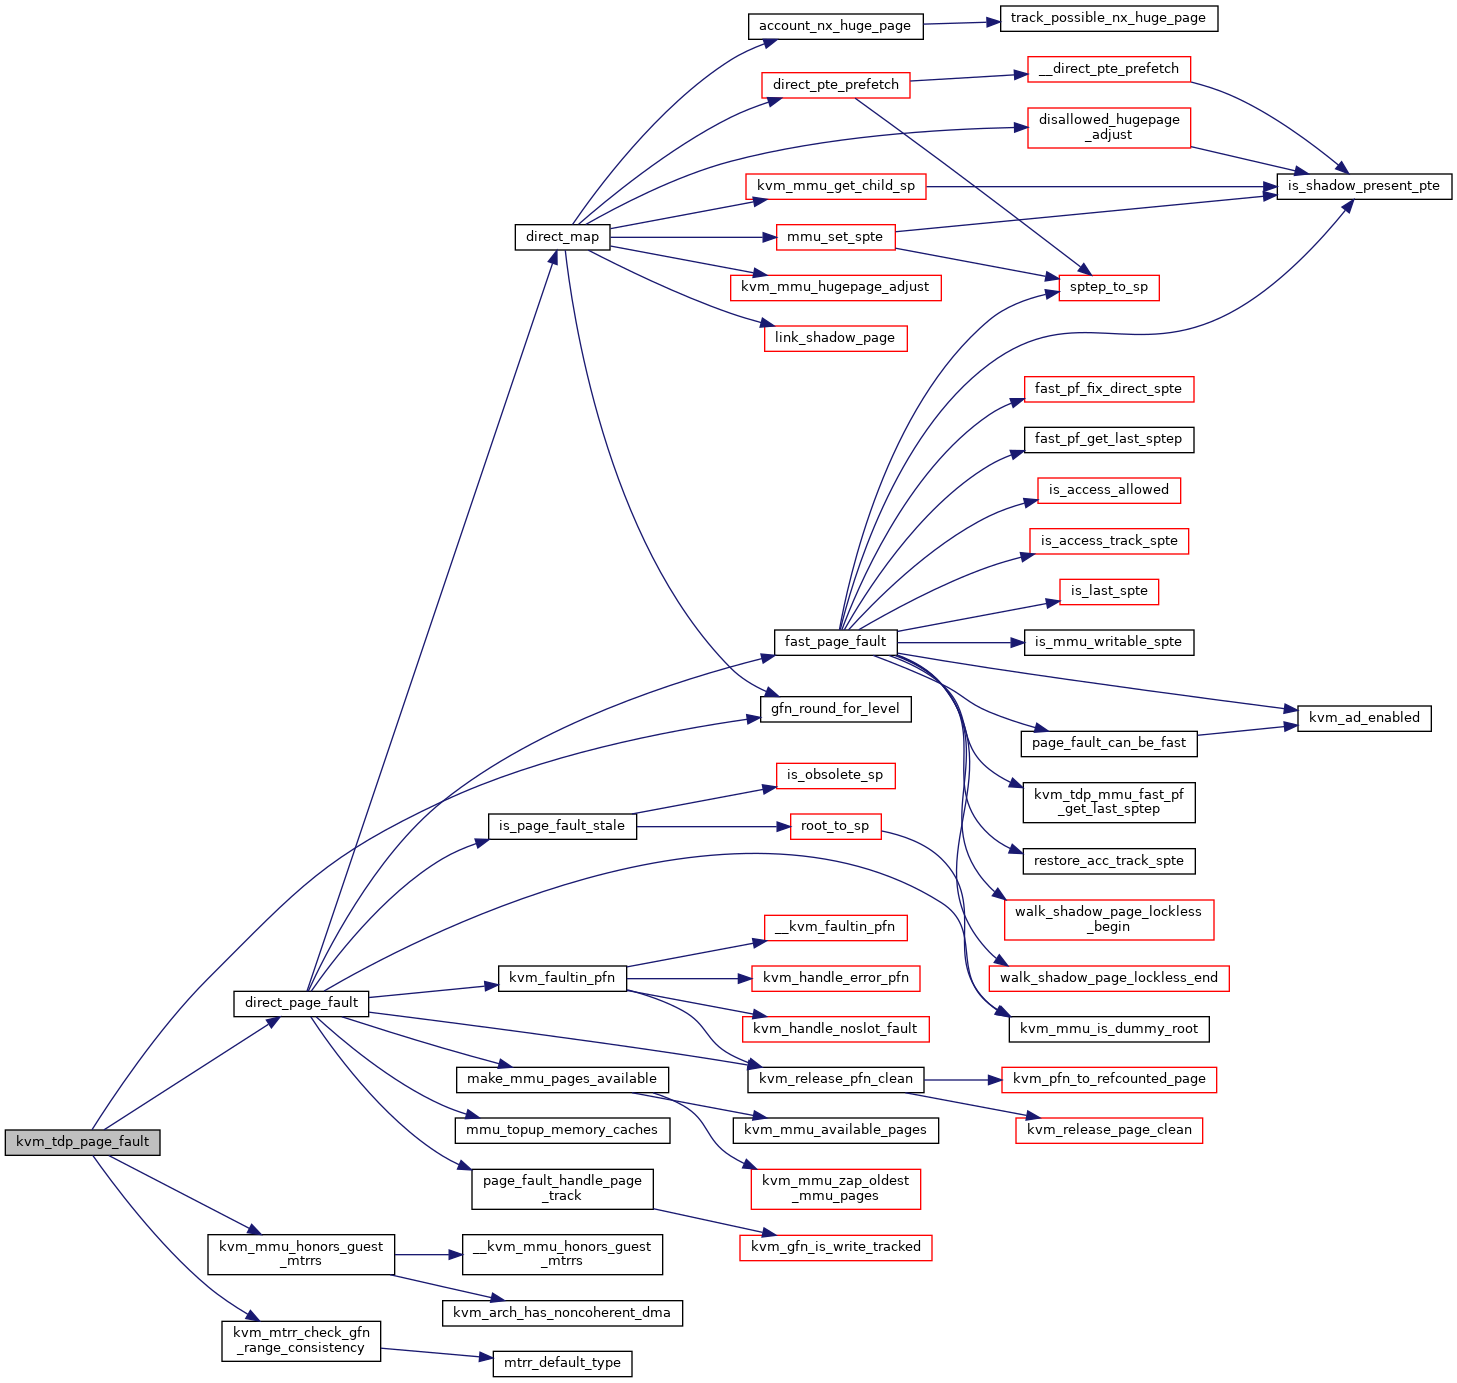 account_nx_huge_page
track_possible_nx_huge_page
direct_pte_prefetch
__direct_pte_prefetch
disallowed_hugepage
_adjust
kvm_mmu_get_child_sp
is_shadow_present_pte
direct_map
mmu_set_spte
kvm_mmu_hugepage_adjust
sptep_to_sp
link_shadow_page
fast_pf_fix_direct_spte
fast_pf_get_last_sptep
is_access_allowed
is_access_track_spte
is_last_spte
fast_page_fault
is_mmu_writable_spte
gfn_round_for_level
kvm_ad_enabled
page_fault_can_be_fast
is_obsolete_sp
kvm_tdp_mmu_fast_pf
_get_last_sptep
is_page_fault_stale
root_to_sp
restore_acc_track_spte
walk_shadow_page_lockless
_begin
__kvm_faultin_pfn
kvm_faultin_pfn
kvm_handle_error_pfn
walk_shadow_page_lockless_end
direct_page_fault
kvm_handle_noslot_fault
kvm_mmu_is_dummy_root
make_mmu_pages_available
kvm_release_pfn_clean
kvm_pfn_to_refcounted_page
mmu_topup_memory_caches
kvm_mmu_available_pages
kvm_release_page_clean
kvm_tdp_page_fault
page_fault_handle_page
_track
kvm_mmu_zap_oldest
_mmu_pages
kvm_mmu_honors_guest
_mtrrs
__kvm_mmu_honors_guest
_mtrrs
kvm_gfn_is_write_tracked
kvm_arch_has_noncoherent_dma
kvm_mtrr_check_gfn
_range_consistency
mtrr_default_type